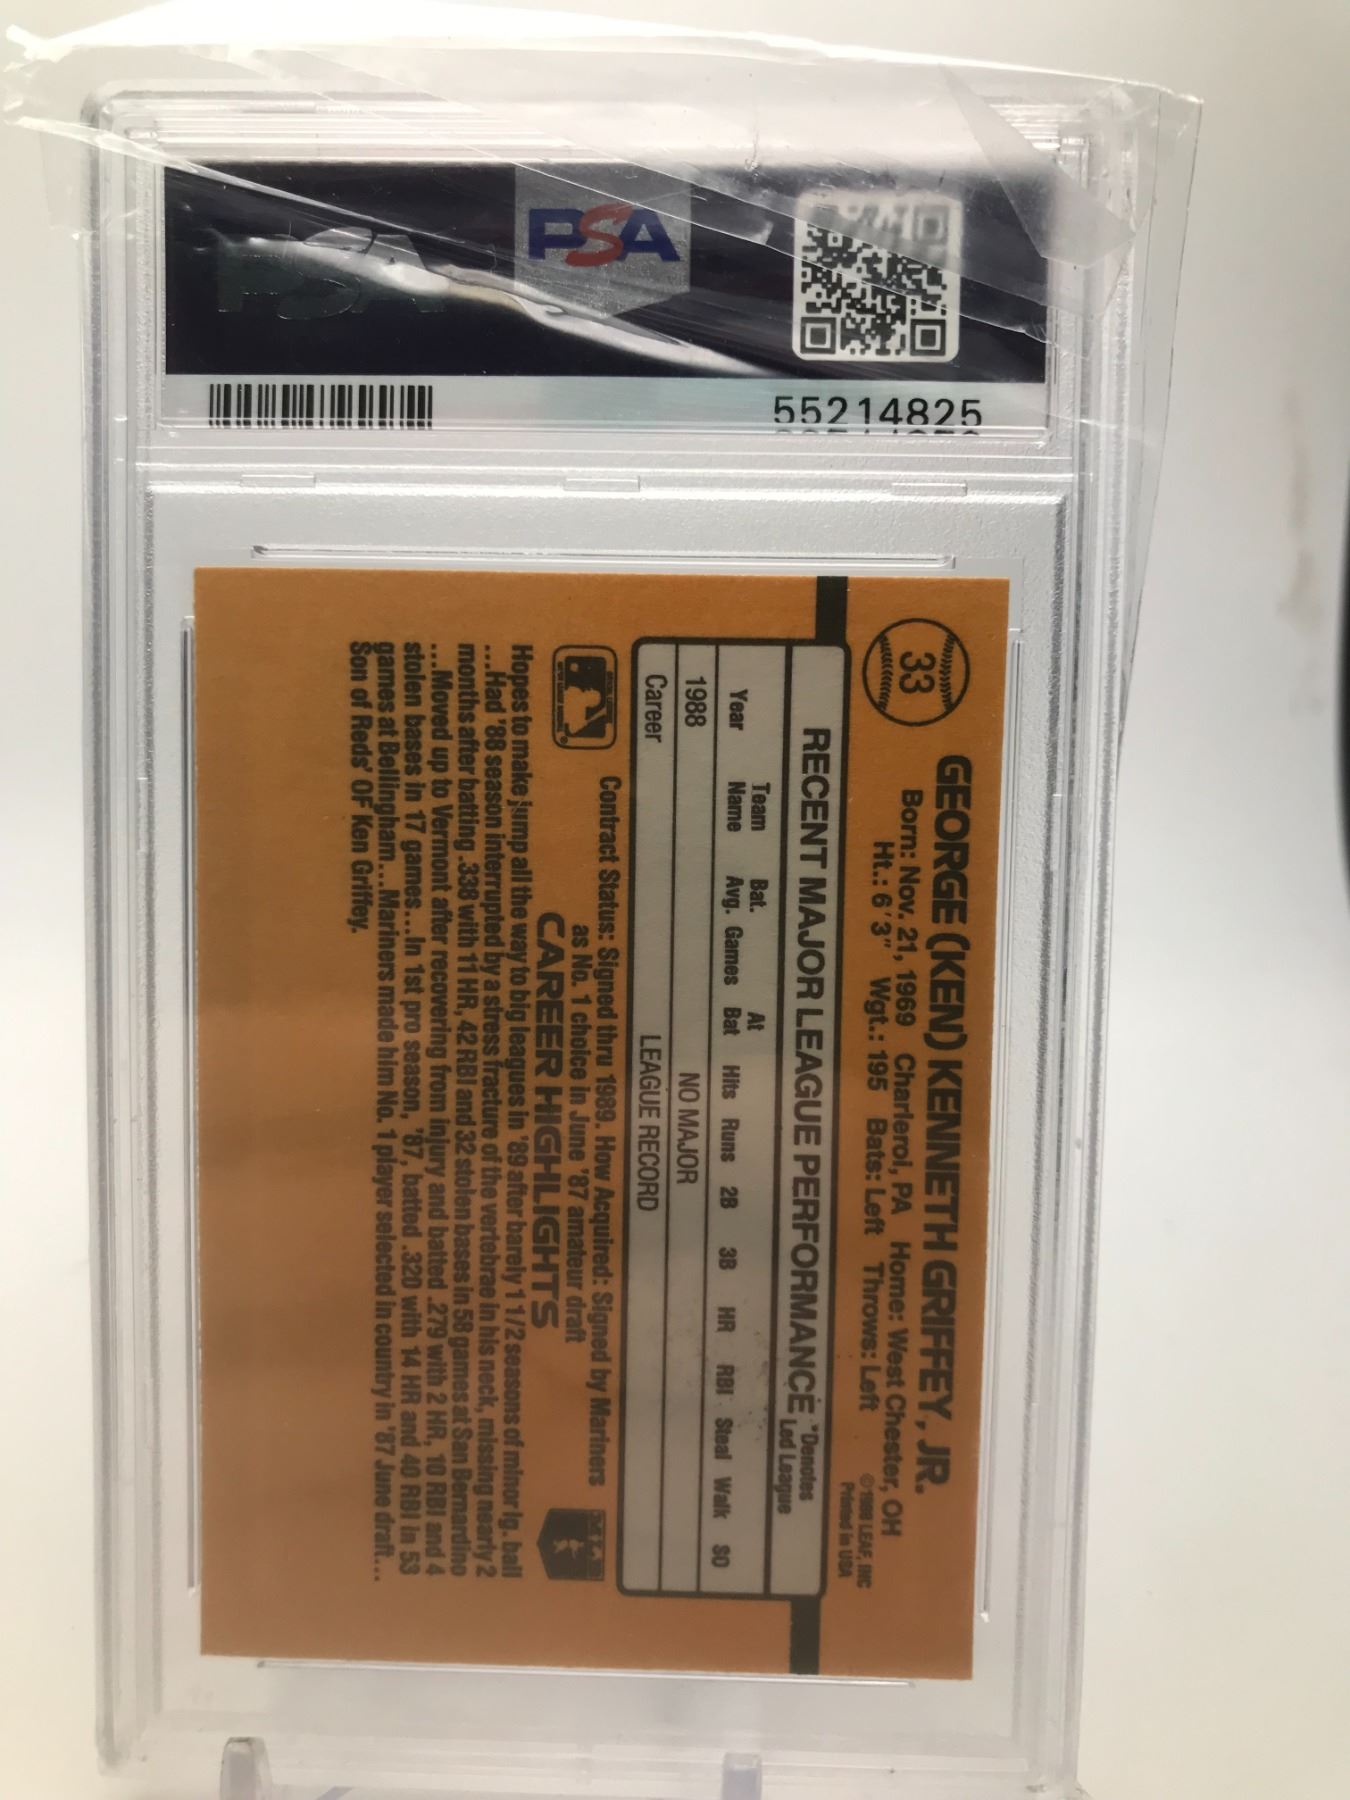 PSA
PSA
55214825
33
GEORGE (KEN) KENNETH GRIFFEY, JR.
Born: Nov. 21, 1969 Charleroi, PA Home: West Chester, OH
Ht.: 6'3" Wgt.: 195 Bats: Left Throws: Left
©1988 LEAF, INC
Printed in USA
RECENT MAJOR LEAGUE PERFORMANCE
*Denotes
Led League
Year Team Name Bat. Avg. Games At Bat Hits Runs 2B 3B HR RBI Steal Walk SO
1988 NO MAJOR
Career LEAGUE RECORD
Contract Status: Signed thru 1989. How Acquired: Signed by Mariners
as No. 1 choice in June '87 amateur draft
CAREER HIGHLIGHTS
Hopes to make jump all the way to big leagues in '89 after barely 1 1/2 seasons of minor lg. ball
...Had '88 season interrupted by a stress fracture of the vertebrae in his neck, missing nearly 2
months after batting .338 with 11 HR, 42 RBI and 32 stolen bases in 58 games at San Bernardino
...Moved up to Vermont after recovering from injury and batted .279 with 2 HR, 10 RBI and 4
stolen bases in 17 games...In 1st pro season, '87, batted .320 with 14 HR and 40 RBI in 53
games at Bellingham...Mariners made him No. 1 player selected in country in '87 June draft...
Son of Reds' OF Ken Griffey.